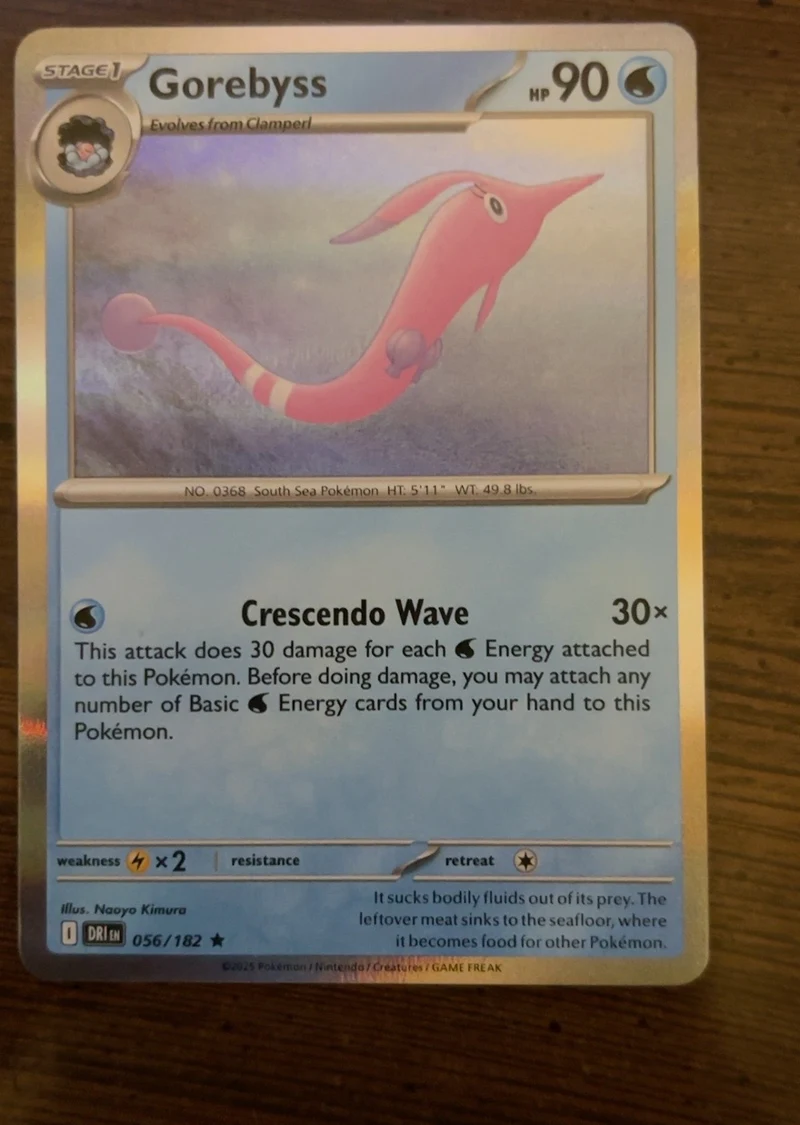 STAGE 1
Gorebyss
HP 90
Evolves from Clamperl
NO. 0368 South Sea Pokémon HT: 5'11" WT: 49.8 lbs.
Crescendo Wave 30×
This attack does 30 damage for each Energy attached
to this Pokémon. Before doing damage, you may attach any
number of Basic Energy cards from your hand to this
Pokémon.
weakness ×2 resistance retreat
Illus. Naoyo Kimura
I DRI EN 056/182 ★
It sucks bodily fluids out of its prey. The
leftover meat sinks to the seafloor, where
it becomes food for other Pokémon.
©2025 Pokémon / Nintendo / Creatures / GAME FREAK